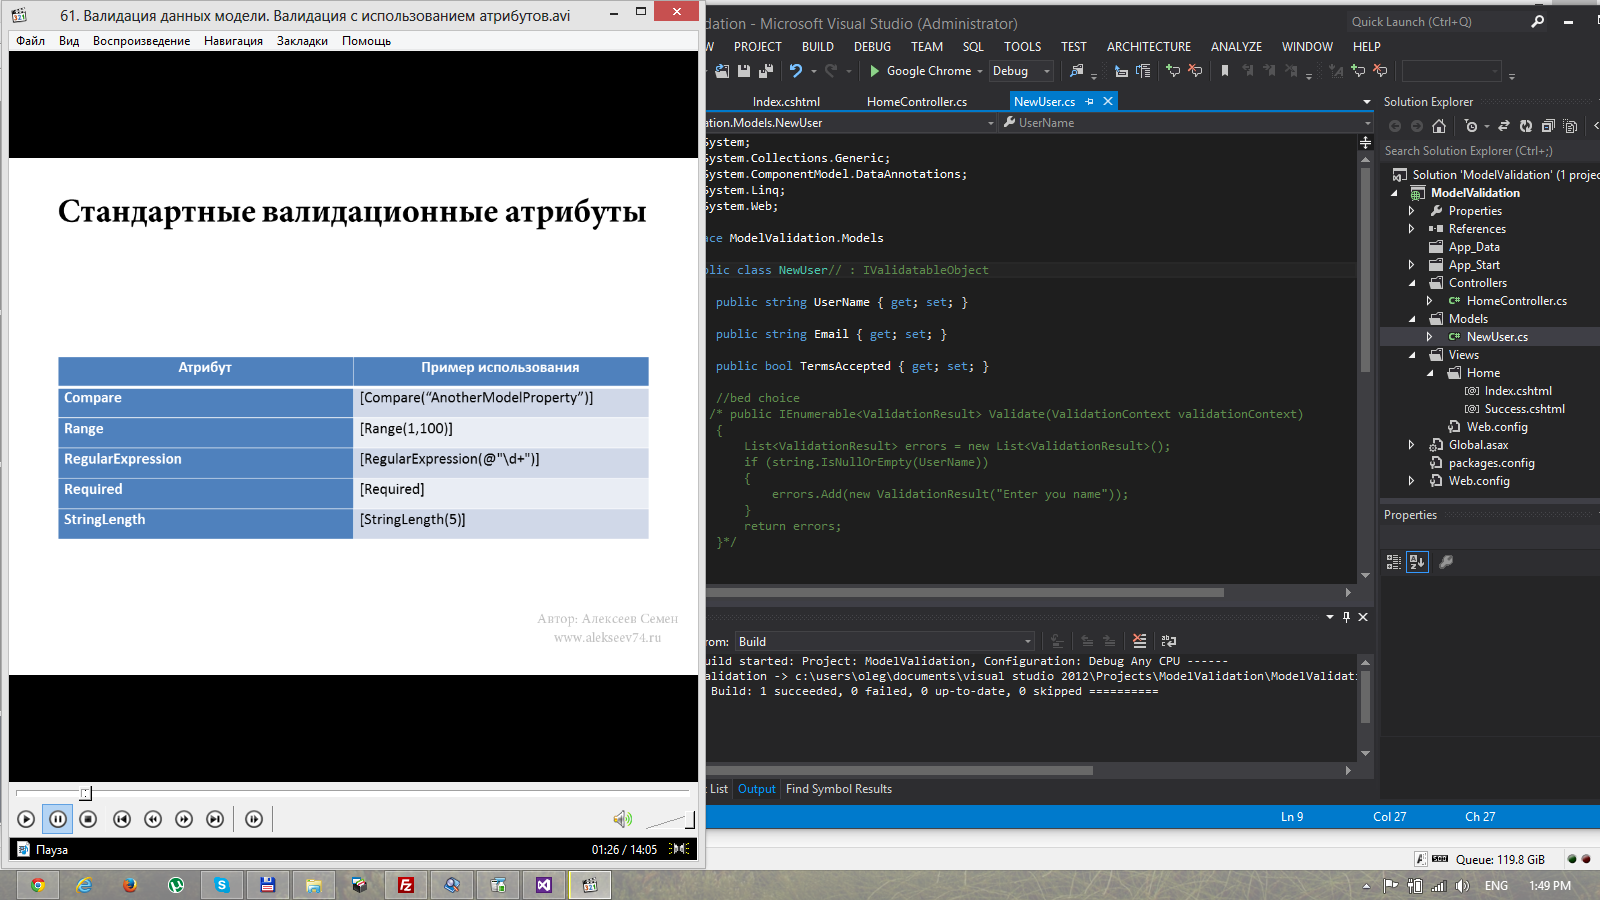 61. Валидация данных модели. Валидация с использованием атрибутов.avi
Файл Вид Воспроизведение Навигация Закладки Помощь
Стандартные валидационные атрибуты
Атрибут Пример использования
Compare [Compare(“AnotherModelProperty”)]
Range [Range(1,100)]
RegularExpression [RegularExpression(@"\d+")]
Required [Required]
StringLength [StringLength(5)]
Автор: Алексеев Семен
www.alekseev74.ru
Пауза 01:26 / 14:05
dation - Microsoft Visual Studio (Administrator) Quick Launch (Ctrl+Q)
W PROJECT BUILD DEBUG TEAM SQL TOOLS TEST ARCHITECTURE ANALYZE WINDOW HELP
Google Chrome Debug
Index.cshtml HomeController.cs NewUser.cs
ation.Models.NewUser UserName
System;
System.Collections.Generic;
System.ComponentModel.DataAnnotations;
System.Linq;
System.Web;
ace ModelValidation.Models
blic class NewUser// : IValidatableObject
public string UserName { get; set; }
public string Email { get; set; }
public bool TermsAccepted { get; set; }
//bed choice
/* public IEnumerable<ValidationResult> Validate(ValidationContext validationContext)
{
List<ValidationResult> errors = new List<ValidationResult>();
if (string.IsNullOrEmpty(UserName))
{
errors.Add(new ValidationResult("Enter you name"));
}
return errors;
}*/
rom: Build
uild started: Project: ModelValidation, Configuration: Debug Any CPU ------
alidation -> c:\users\oleg\documents\visual studio 2012\Projects\ModelValidation\ModelValidati
Build: 1 succeeded, 0 failed, 0 up-to-date, 0 skipped ==========
List Output Find Symbol Results
Ln 9 Col 27 Ch 27
Solution Explorer
Search Solution Explorer (Ctrl+;)
Solution 'ModelValidation' (1 projec
ModelValidation
Properties
References
App_Data
App_Start
Controllers
HomeController.cs
Models
NewUser.cs
Views
Home
Index.cshtml
Success.cshtml
Web.config
Global.asax
packages.config
Web.config
Properties
Queue: 119.8 GiB
ENG 1:49 PM